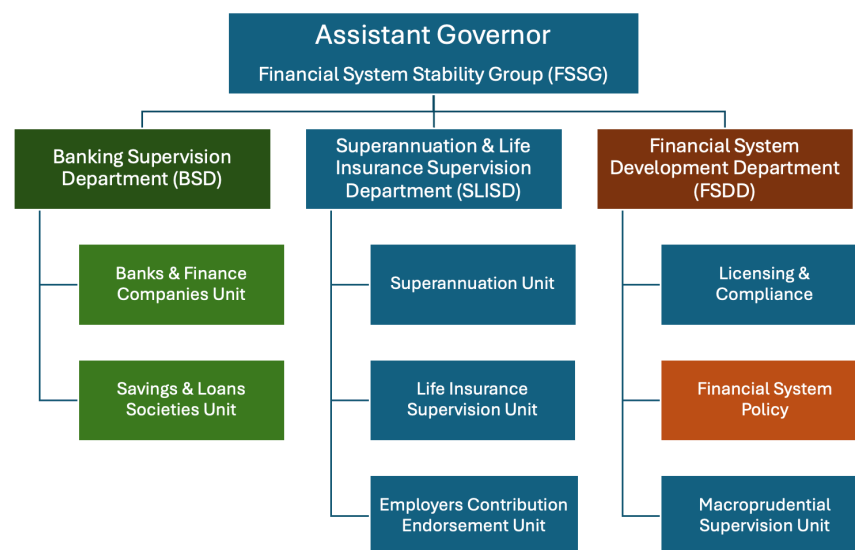 Assistant Governor
Financial System Stability Group (FSSG)
Banking Supervision
Department (BSD)
Superannuation & Life
Insurance Supervision
Department (SLISD)
Financial System
Development Department
(FSDD)
Banks & Finance
Companies Unit
Superannuation Unit
Licensing &
Compliance
Savings & Loans
Societies Unit
Life Insurance
Supervision Unit
Financial System
Policy
Employers Contribution
Endorsement Unit
Macroprudential
Supervision Unit